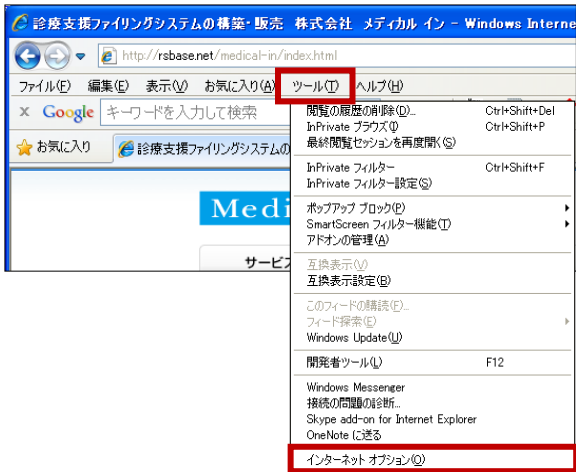 診療支援ファイリングシステムの構築・販売 株式会社 メディカル イン - Windows Interne
http://rsbase.net/medical-in/index.html
ファイル(F) 編集(E) 表示(V) お気に入り(A) ツール(T) ヘルプ(H)
x Google キーワードを入力して検索
お気に入り 診療支援ファイリングシステムの
Medi
サービス
閲覧の履歴の削除(D)... Ctrl+Shift+Del
InPrivate ブラウズ(I) Ctrl+Shift+P
最終閲覧セッションを再度開く(S)
InPrivate フィルター Ctrl+Shift+F
InPrivate フィルター設定(S)
ポップアップ ブロック(P)
SmartScreen フィルター機能(T)
アドオンの管理(A)
互換表示(V)
互換表示設定(B)
このフィードの購読(F)...
フィード探索(E)
Windows Update(U)
開発者ツール(L) F12
Windows Messenger
接続の問題の診断...
Skype add-on for Internet Explorer
OneNote に送る
インターネット オプション(O)